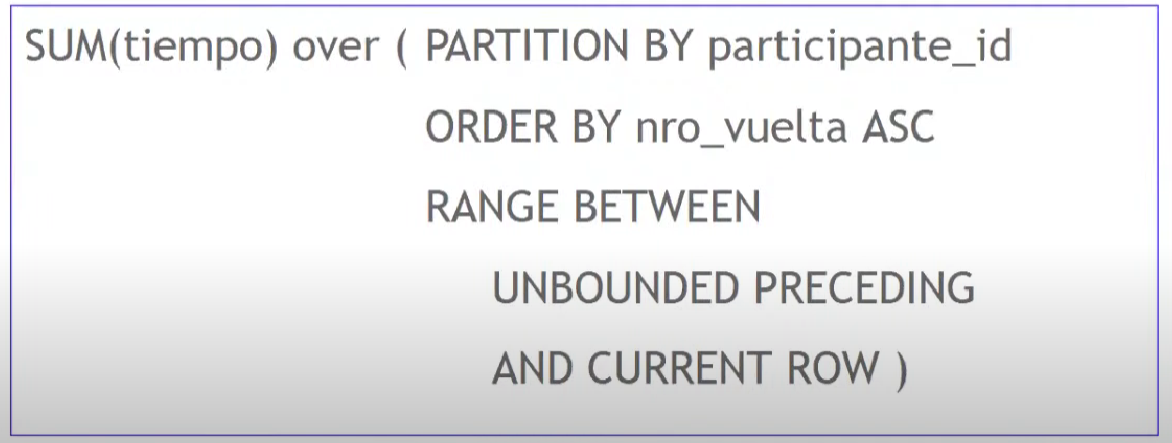 SUM(tiempo) over ( PARTITION BY participante_id
ORDER BY nro_vuelta ASC
RANGE BETWEEN
UNBOUNDED PRECEDING
AND CURRENT ROW )